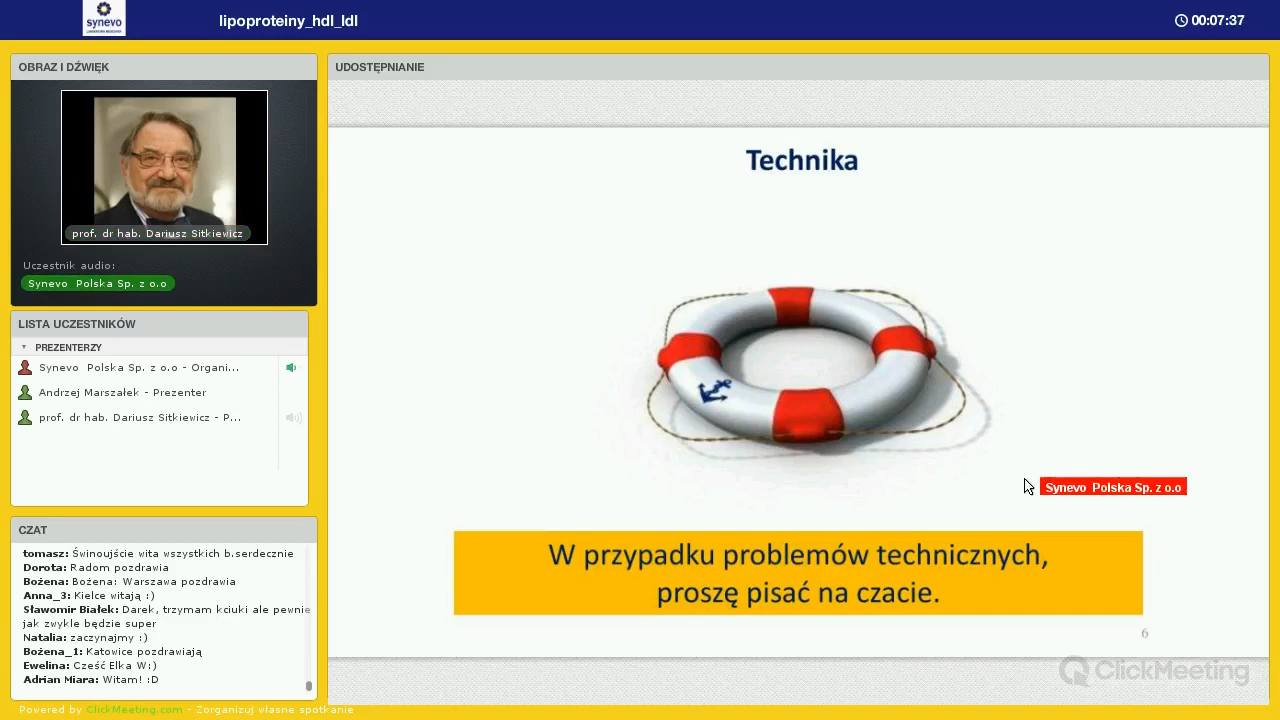 synevo
lipoproteiny_hdl_ldl
00:07:37
OBRAZ I DŹWIĘK
prof. dr hab. Dariusz Sitkiewicz
Uczestnik audio:
Synevo Polska Sp. z o.o
LISTA UCZESTNIKÓW
PREZENTERZY
Synevo Polska Sp. z o.o - Organi...
Andrzej Marszałek - Prezenter
prof. dr hab. Dariusz Sitkiewicz - P...
CZAT
tomasz: Świnoujście wita wszystkich b.serdecznie
Dorota: Radom pozdrawia
Bożena: Bożena: Warszawa pozdrawia
Anna_3: Kielce witają :)
Sławomir Białek: Darek, trzymam kciuki ale pewnie
jak zwykle będzie super
Natalia: zaczynajmy :)
Bożena_1: Katowice pozdrawiają
Ewelina: Cześć Elka W:)
Adrian Miara: Witam! :D
Powered by ClickMeeting.com - Zorganizuj własne spotkanie
UDOSTĘPNIANIE
Technika
Synevo Polska Sp. z o.o
W przypadku problemów technicznych,
proszę pisać na czacie.
6
ClickMeeting